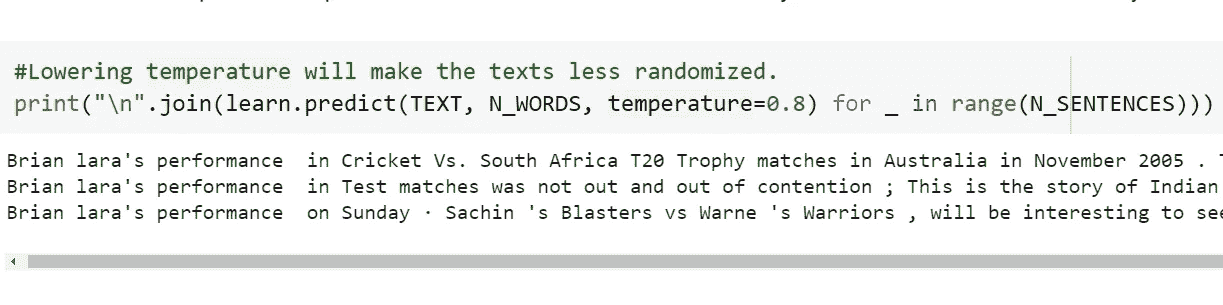 #Lowering temperature will make the texts less randomized.
print("\n".join(learn.predict(TEXT, N_WORDS, temperature=0.8) for _ in range(N_SENTENCES)))
Brian lara's performance  in Cricket Vs. South Africa T20 Trophy matches in Australia in November 2005 .
Brian lara's performance  in Test matches was not out and out of contention ; This is the story of Indian
Brian lara's performance  on Sunday · Sachin 's Blasters vs Warne 's Warriors , will be interesting to